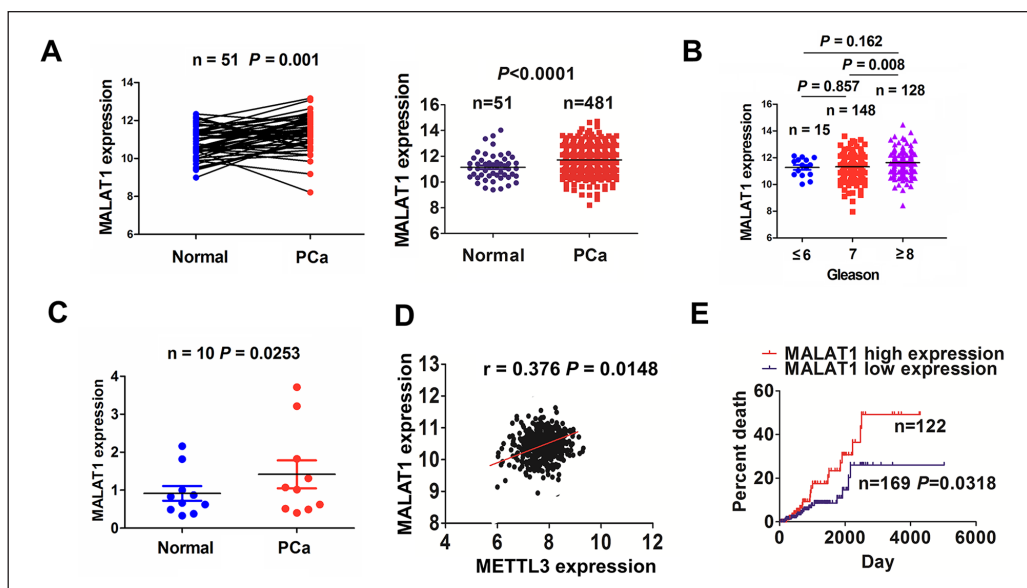 A
n = 51 P = 0.001
MALAT1 expression
14
12
10
8
6
Normal
PCa
P<0.0001
n=51
n=481
MALAT1 expression
16
14
12
10
8
6
Normal
PCa
B
P = 0.162
P = 0.008
P = 0.857
n = 128
n = 148
n = 15
MALAT1 expression
16
14
12
10
8
6
≤6
7
≥8
Gleason
C
n = 10 P = 0.0253
MALAT1 expression
4
3
2
1
0
Normal
PCa
D
r = 0.376 P = 0.0148
MALAT1 expression
13
12
11
10
9
8
4
6
8
10
12
METTL3 expression
E
MALAT1 high expression
MALAT1 low expression
Percent death
60
40
20
0
n=122
n=169 P=0.0318
0
2000
4000
6000
Day